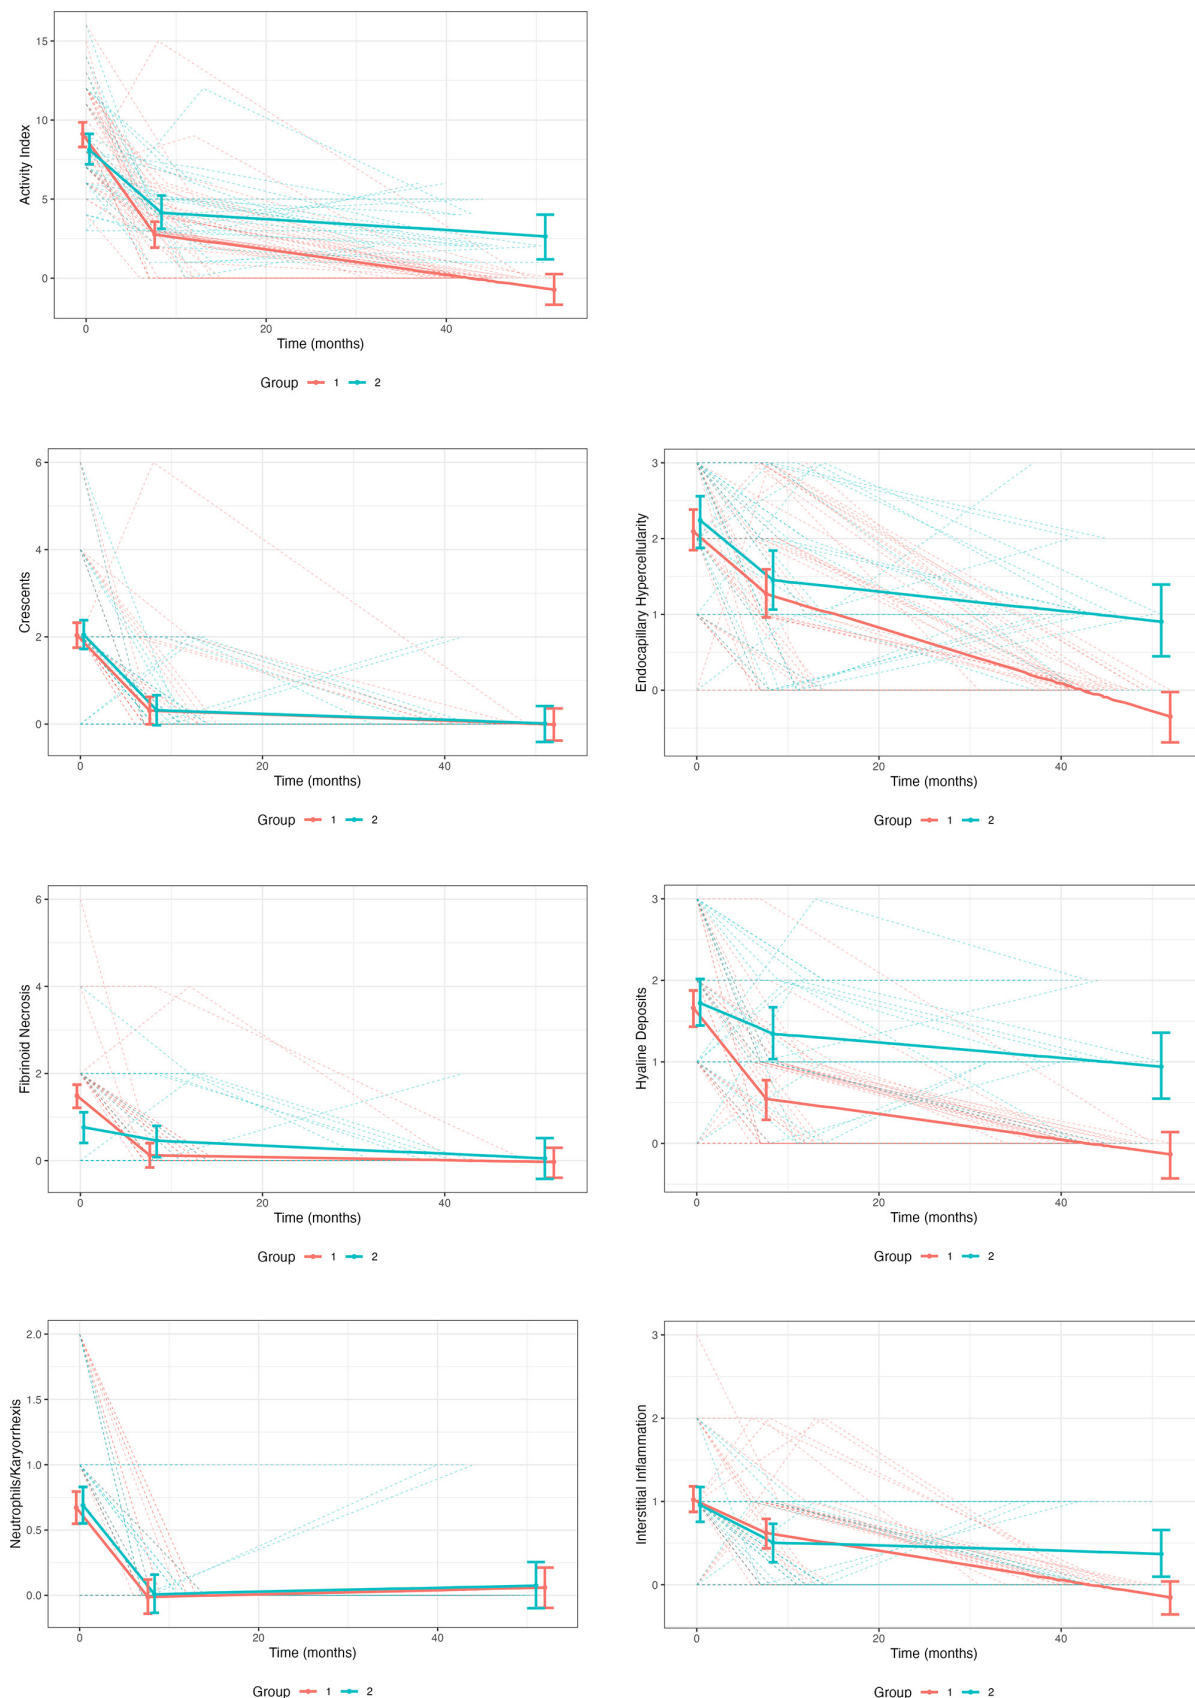 Activity Index
15
10
5
0
0 20 40
Time (months)
Group 1 2
Crescents
6
4
2
0
0 20 40
Time (months)
Group 1 2
Endocapillary Hypercellularity
3
2
1
0
0 20 40
Time (months)
Group 1 2
Fibrinoid Necrosis
6
4
2
0
0 20 40
Time (months)
Group 1 2
Hyaline Deposits
3
2
1
0
0 20 40
Time (months)
Group 1 2
Neutrophils/Karyorrhexis
2.0
1.5
1.0
0.5
0.0
0 20 40
Time (months)
Group 1 2
Interstitial Inflammation
3
2
1
0
0 20 40
Time (months)
Group 1 2